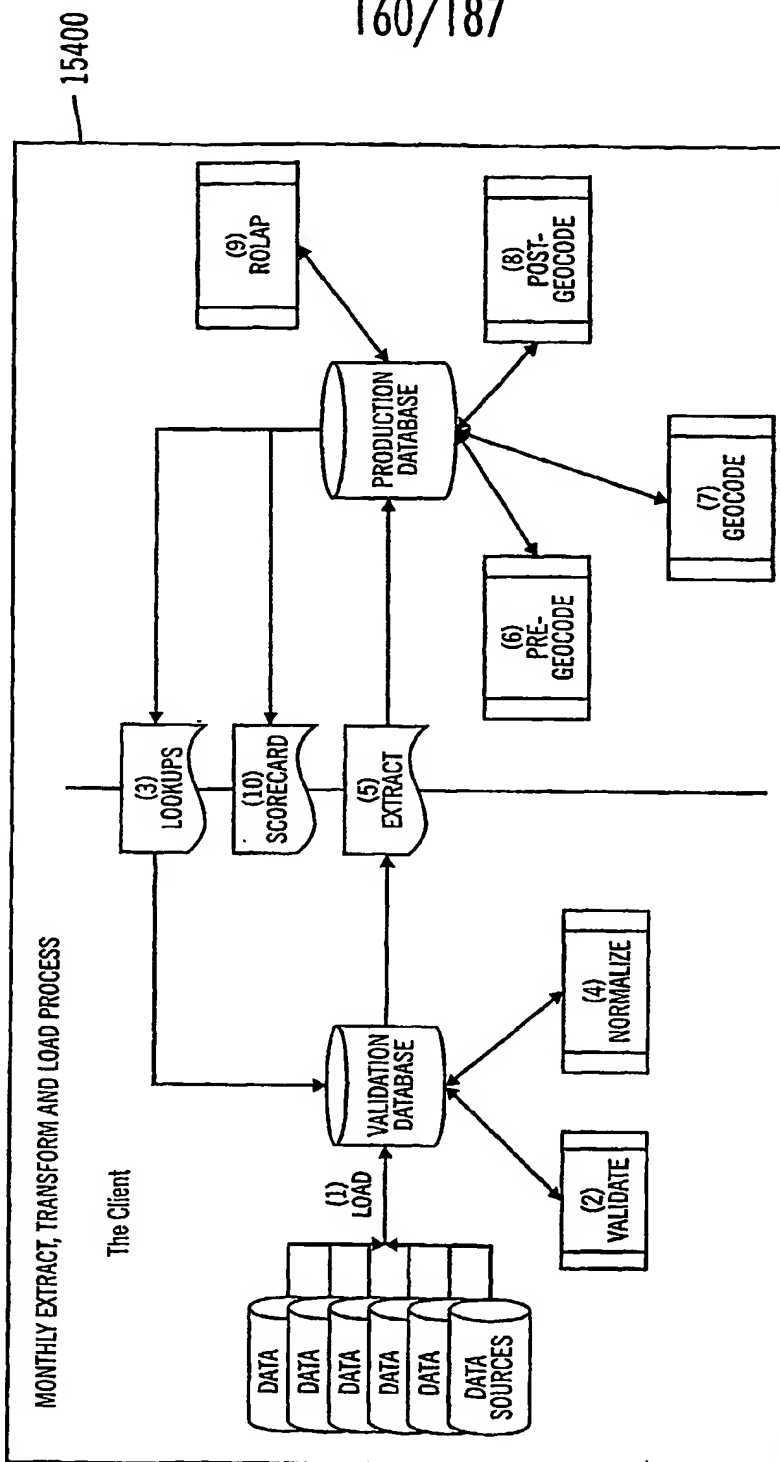 160/187
15400
MONTHLY EXTRACT, TRANSFORM AND LOAD PROCESS
The Client
DATA
DATA
DATA
DATA
DATA
DATA
SOURCES
(1)
LOAD
VALIDATION
DATABASE
(2)
VALIDATE
(4)
NORMALIZE
(3)
LOOKUPS
(10)
SCORECARD
(5)
EXTRACT
PRODUCTION
DATABASE
(6)
PRE-
GEOCODE
(7)
GEOCODE
(8)
POST-
GEOCODE
(9)
ROLAP